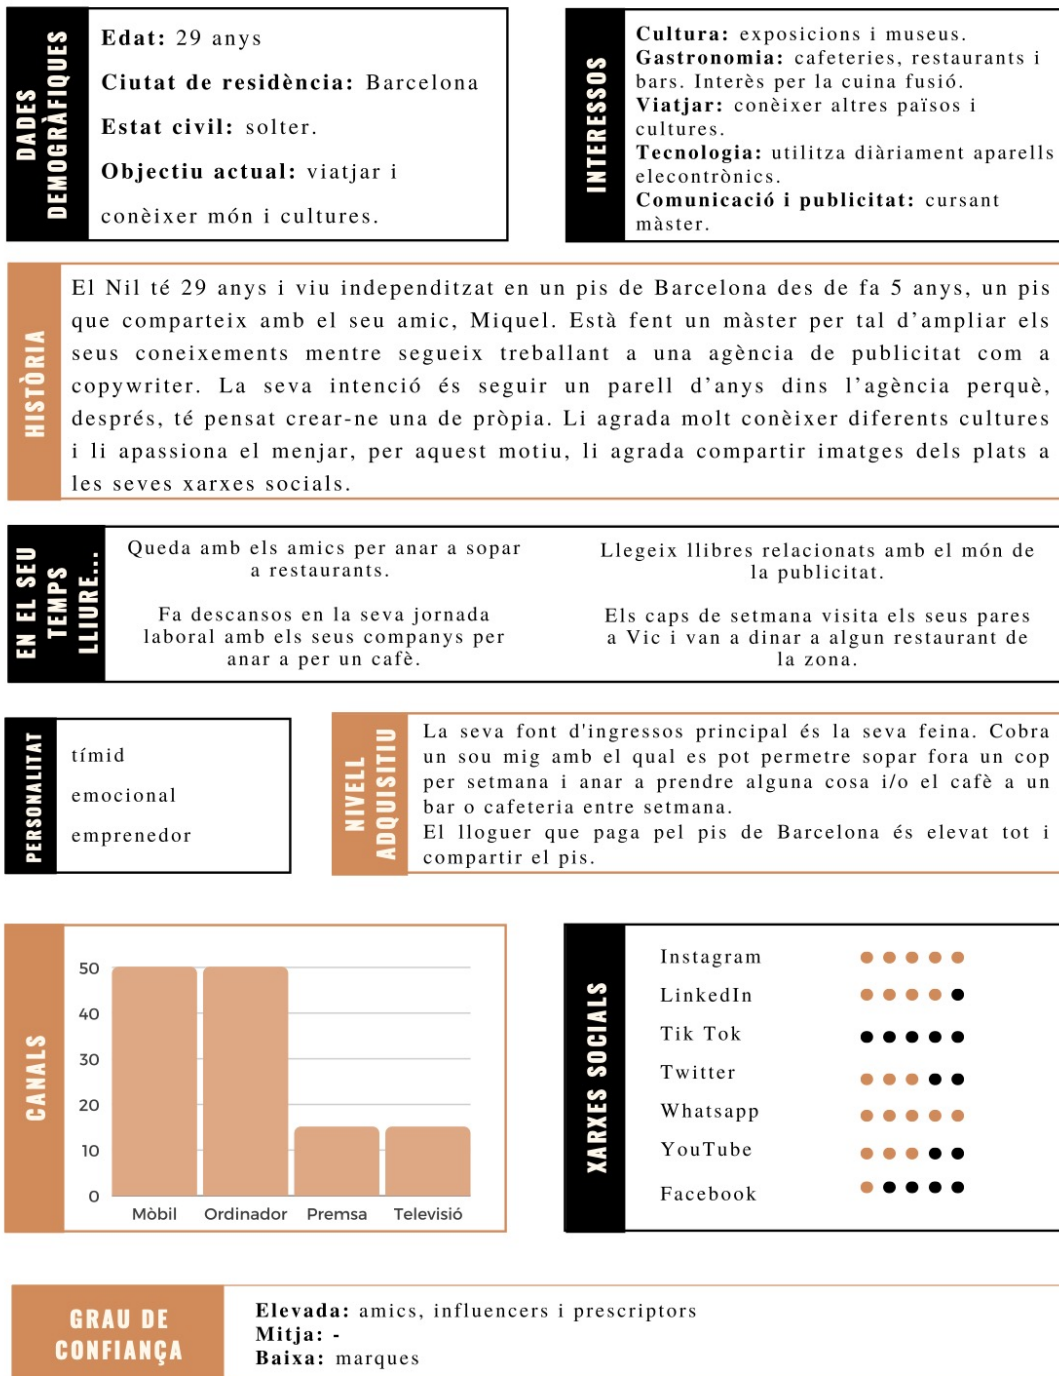 DADES
DEMOGRÀFIQUES
Edat: 29 anys
Ciutat de residència: Barcelona
Estat civil: solter.
Objectiu actual: viatjar i
conèixer món i cultures.
INTERESSOS
Cultura: exposicions i museus.
Gastronomia: cafeteries, restaurants i
bars. Interès per la cuina fusió.
Viatjar: conèixer altres països i
cultures.
Tecnologia: utilitza diàriament aparells
elecontrònics.
Comunicació i publicitat: cursant
màster.
HISTÒRIA
El Nil té 29 anys i viu independitzat en un pis de Barcelona des de fa 5 anys, un pis
que comparteix amb el seu amic, Miquel. Està fent un màster per tal d'ampliar els
seus coneixements mentre segueix treballant a una agència de publicitat com a
copywriter. La seva intenció és seguir un parell d'anys dins l'agència perquè,
després, té pensat crear-ne una de pròpia. Li agrada molt conèixer diferents cultures
i li apassiona el menjar, per aquest motiu, li agrada compartir imatges dels plats a
les seves xarxes socials.
EN EL SEU
TEMPS
LLIURE...
Queda amb els amics per anar a sopar
a restaurants.
Fa descansos en la seva jornada
laboral amb els seus companys per
anar a per un cafè.
Llegeix llibres relacionats amb el món de
la publicitat.
Els caps de setmana visita els seus pares
a Vic i van a dinar a algun restaurant de
la zona.
PERSONALITAT
tímid
emocional
emprenedor
NIVELL
ADQUISITIU
La seva font d'ingressos principal és la seva feina. Cobra
un sou mig amb el qual es pot permetre sopar fora un cop
per setmana i anar a prendre alguna cosa i/o el cafè a un
bar o cafeteria entre setmana.
El lloguer que paga pel pis de Barcelona és elevat tot i
compartir el pis.
CANALS
50
40
30
20
10
0
Mòbil Ordinador Premsa Televisió
XARXES SOCIALS
Instagram
LinkedIn
Tik Tok
Twitter
Whatsapp
YouTube
Facebook
GRAU DE
CONFIANÇA
Elevada: amics, influencers i prescriptors
Mitja: -
Baixa: marques